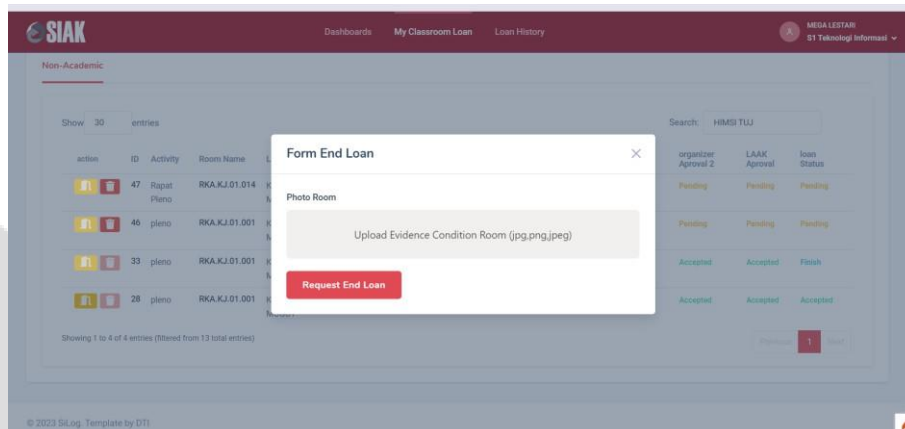 SIAK
Dashboards My Classroom Loan Loan History
MEGA LESTARI
S1 Teknologi Informasi
Non-Academic
Show 30 entries
Search: HIMSI TUJ
action ID Activity Room Name organizer Aproval 2 LAAK Aproval loan Status
47 Rapat Pleno RKA.KJ.01.014 Pending Pending Pending
46 pleno RKA.KJ.01.001 Pending Pending Pending
33 pleno RKA.KJ.01.001 Accepted Accepted Finish
28 pleno RKA.KJ.01.001 Accepted Accepted Accepted
Form End Loan
Photo Room
Upload Evidence Condition Room (jpg,png,jpeg)
Request End Loan
Showing 1 to 4 of 4 entries (filtered from 13 total entries)
Previous 1 Next
© 2023 SiLog. Template by DTI